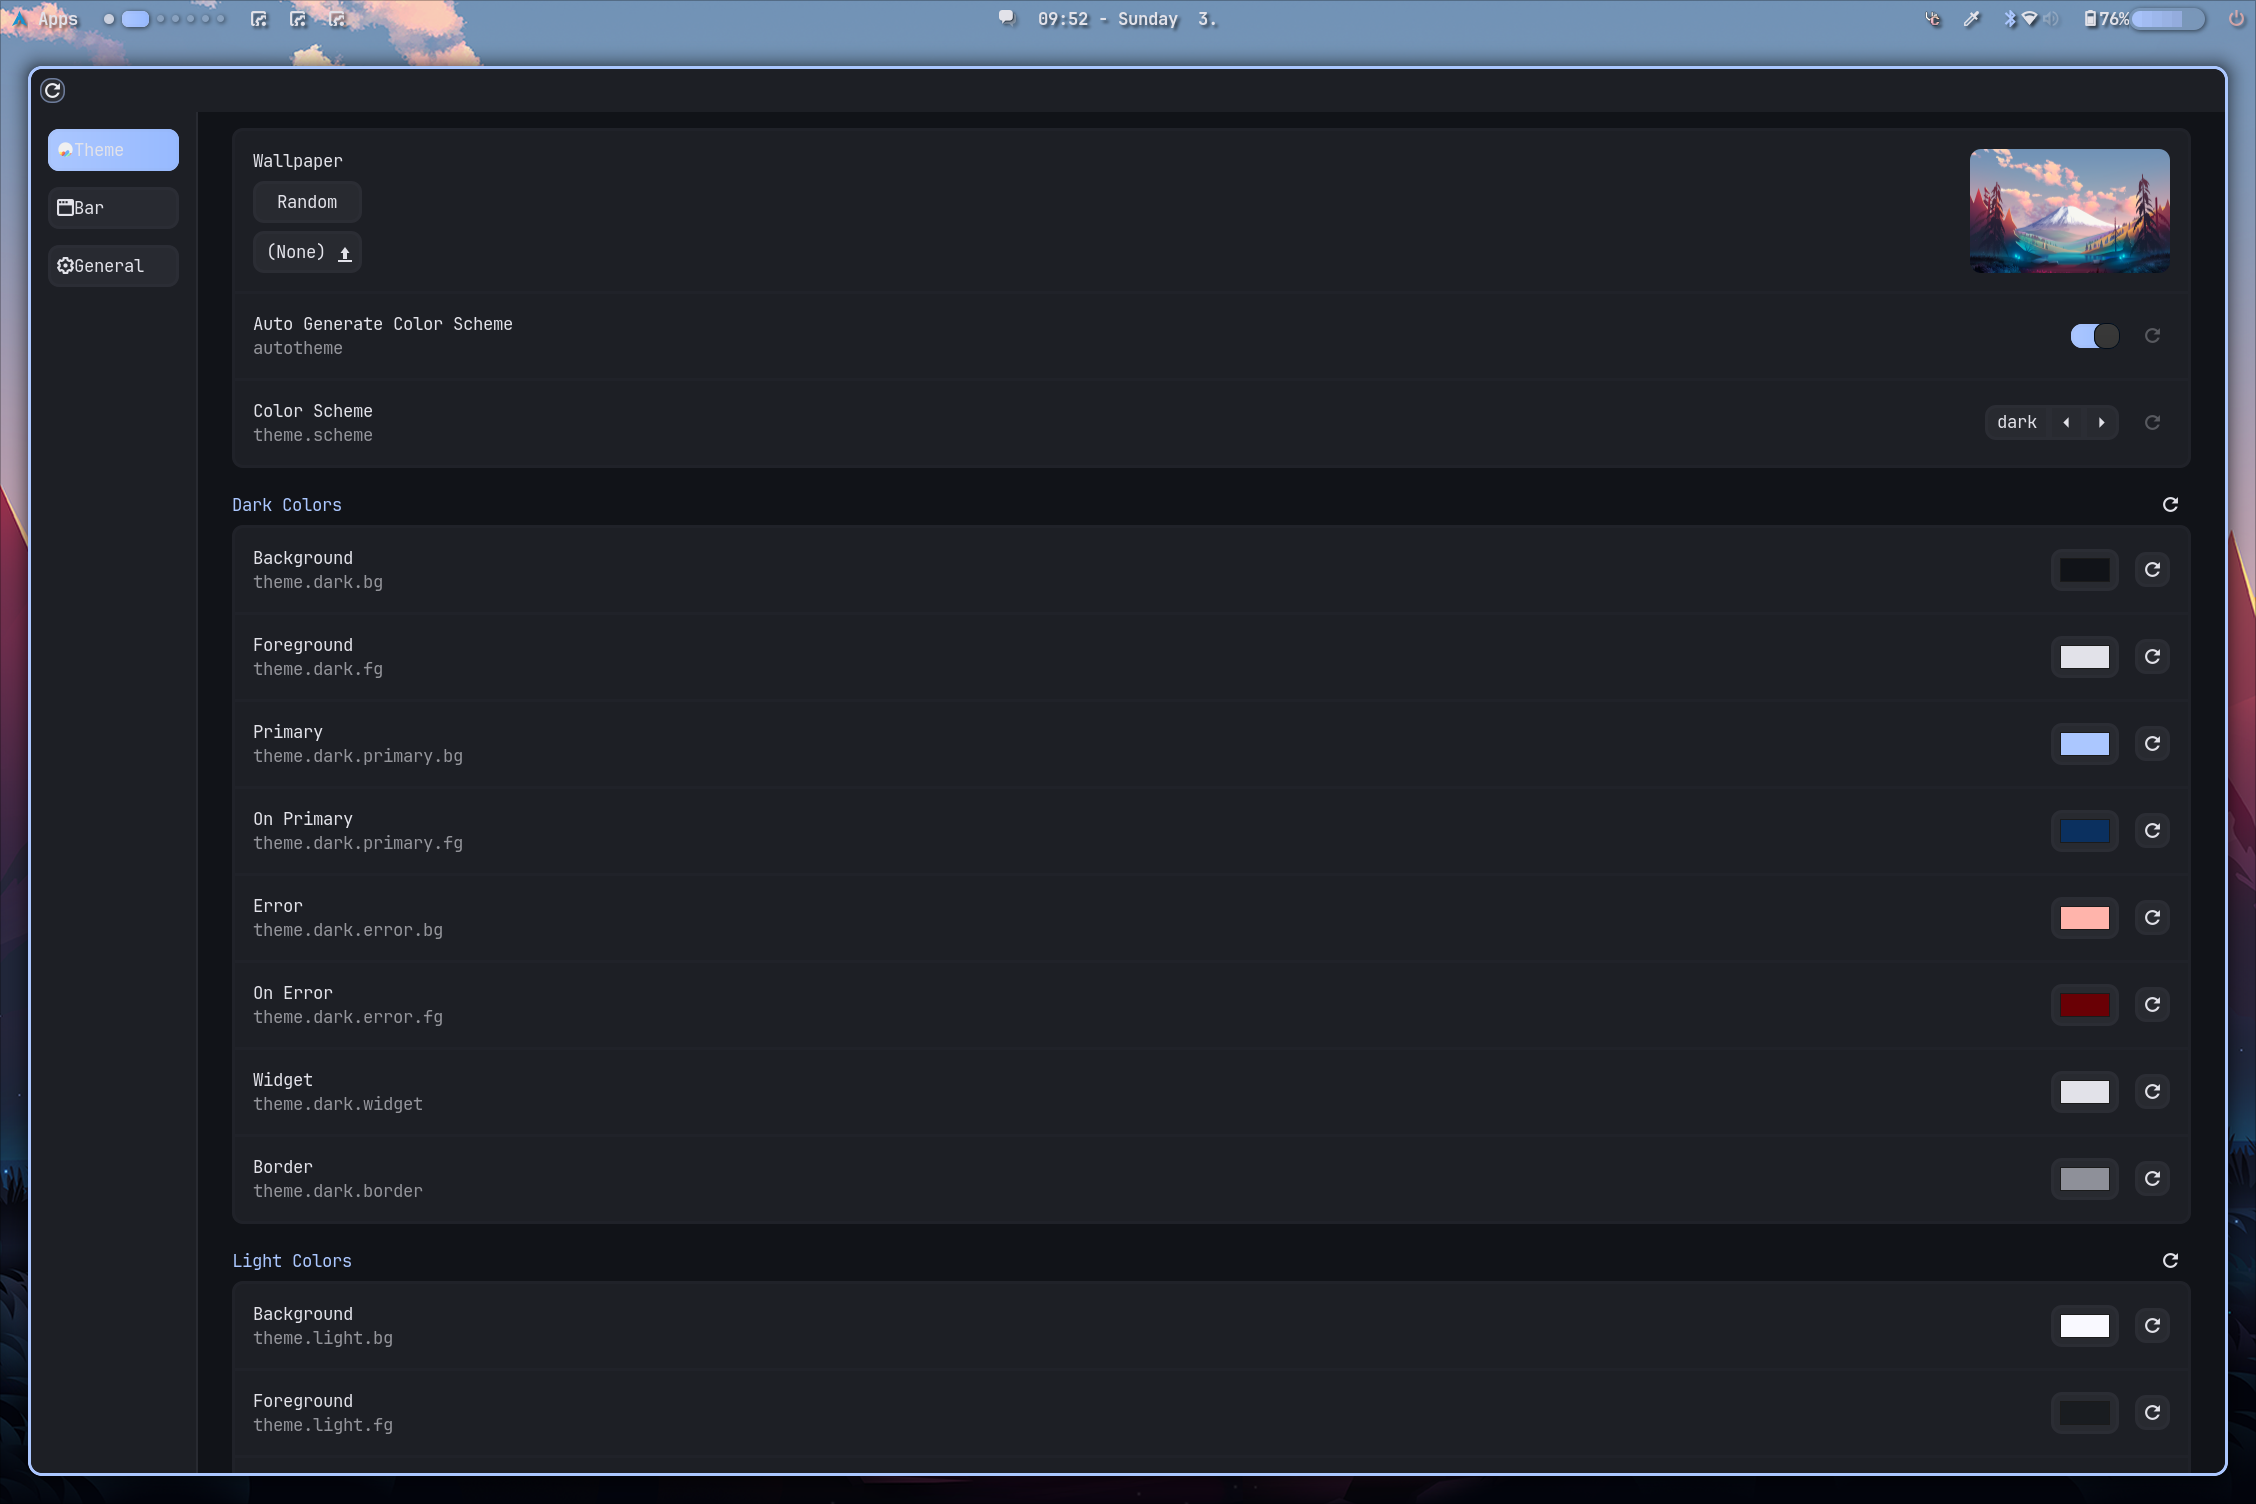 Apps
09:52 - Sunday 3.
76%
Theme
Bar
General
Wallpaper
Random
(None)
Auto Generate Color Scheme
autotheme
Color Scheme
theme.scheme
dark
Dark Colors
Background
theme.dark.bg
Foreground
theme.dark.fg
Primary
theme.dark.primary.bg
On Primary
theme.dark.primary.fg
Error
theme.dark.error.bg
On Error
theme.dark.error.fg
Widget
theme.dark.widget
Border
theme.dark.border
Light Colors
Background
theme.light.bg
Foreground
theme.light.fg